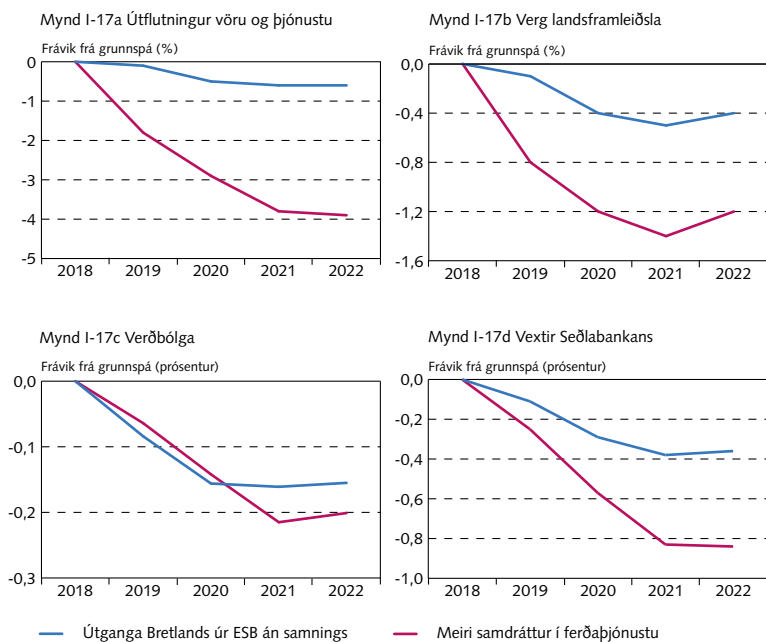 Mynd I-17a Útflutningur vöru og þjónustu
Frávik frá grunnspá (%)
0
-1
-2
-3
-4
-5
2018 2019 2020 2021 2022
Mynd I-17b Verg landsframleiðsla
Frávik frá grunnspá (%)
0,0
-0,4
-0,8
-1,2
-1,6
2018 2019 2020 2021 2022
Mynd I-17c Verðbólga
Frávik frá grunnspá (prósentur)
0,0
-0,1
-0,2
-0,3
2018 2019 2020 2021 2022
Mynd I-17d Vextir Seðlabankans
Frávik frá grunnspá (prósentur)
0,0
-0,2
-0,4
-0,6
-0,8
-1,0
2018 2019 2020 2021 2022
Útganga Bretlands úr ESB án samnings
Meiri samdráttur í ferðaþjónustu